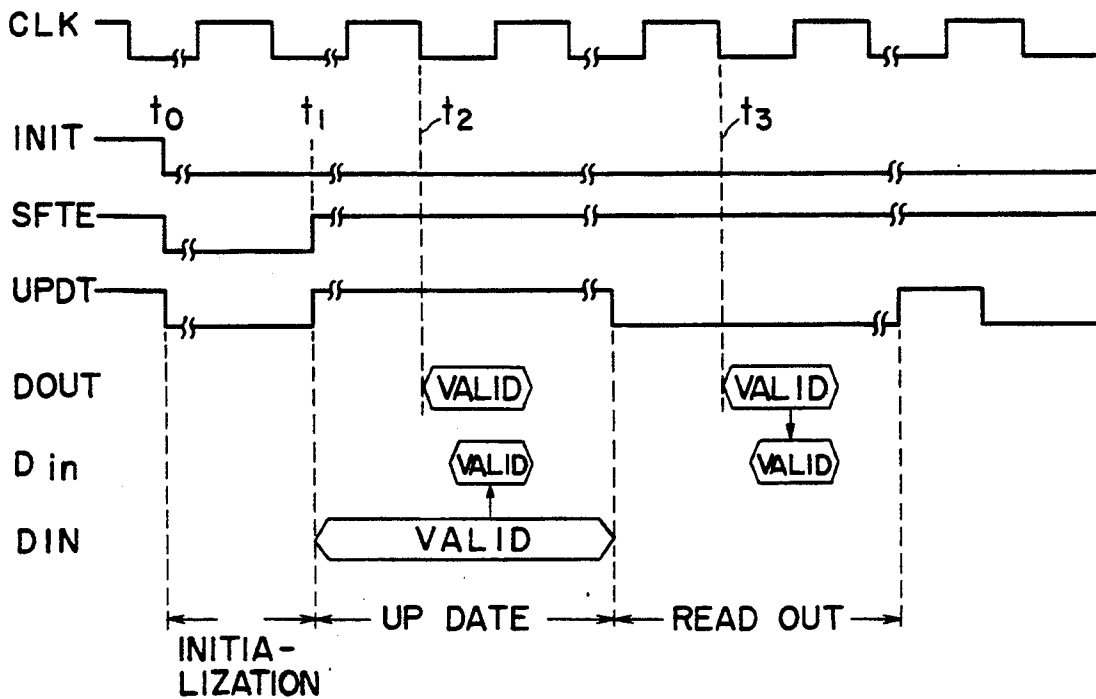 CLK
t0 t1 t2 t3
INIT
SFTE
UPDT
DOUT VALID VALID
Din VALID VALID
DIN VALID
INITIA-
LIZATION
UP DATE
READ OUT